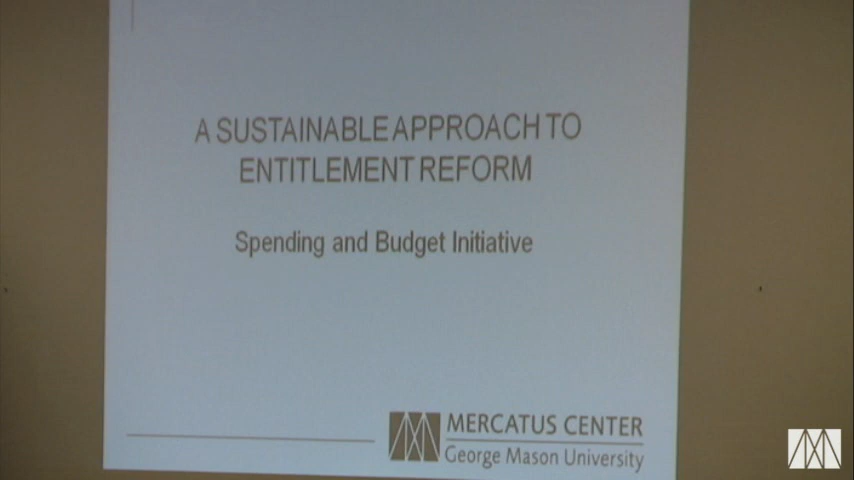 A SUSTAINABLE APPROACH TO
ENTITLEMENT REFORM
Spending and Budget Initiative
MERCATUS CENTER
George Mason University